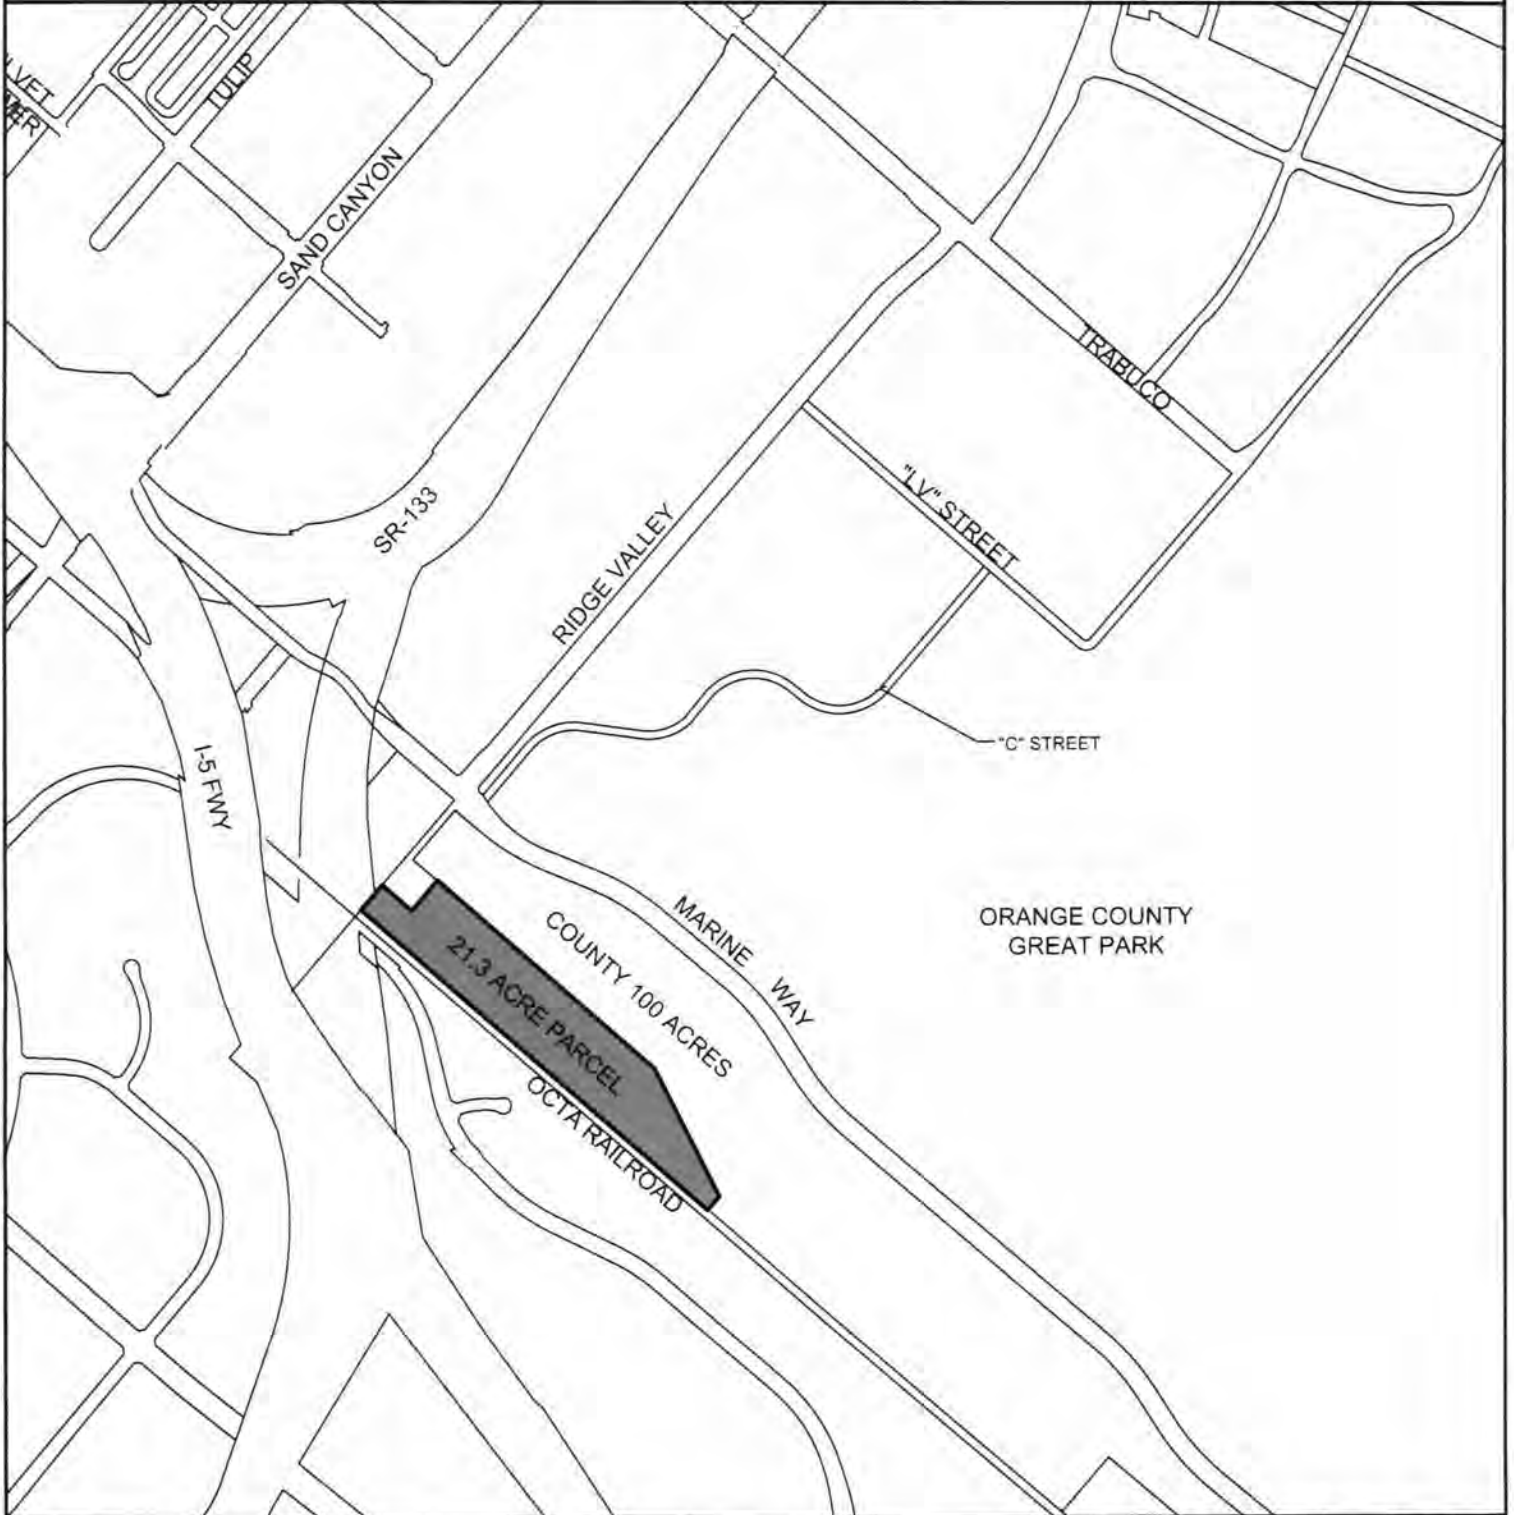 TULIP
SAND CANYON
TRABUCO
"LV" STREET
SR-133
RIDGE VALLEY
"C" STREET
I-5 FWY
MARINE WAY
ORANGE COUNTY
GREAT PARK
COUNTY 100 ACRES
21.3 ACRE PARCEL
OCTA RAILROAD